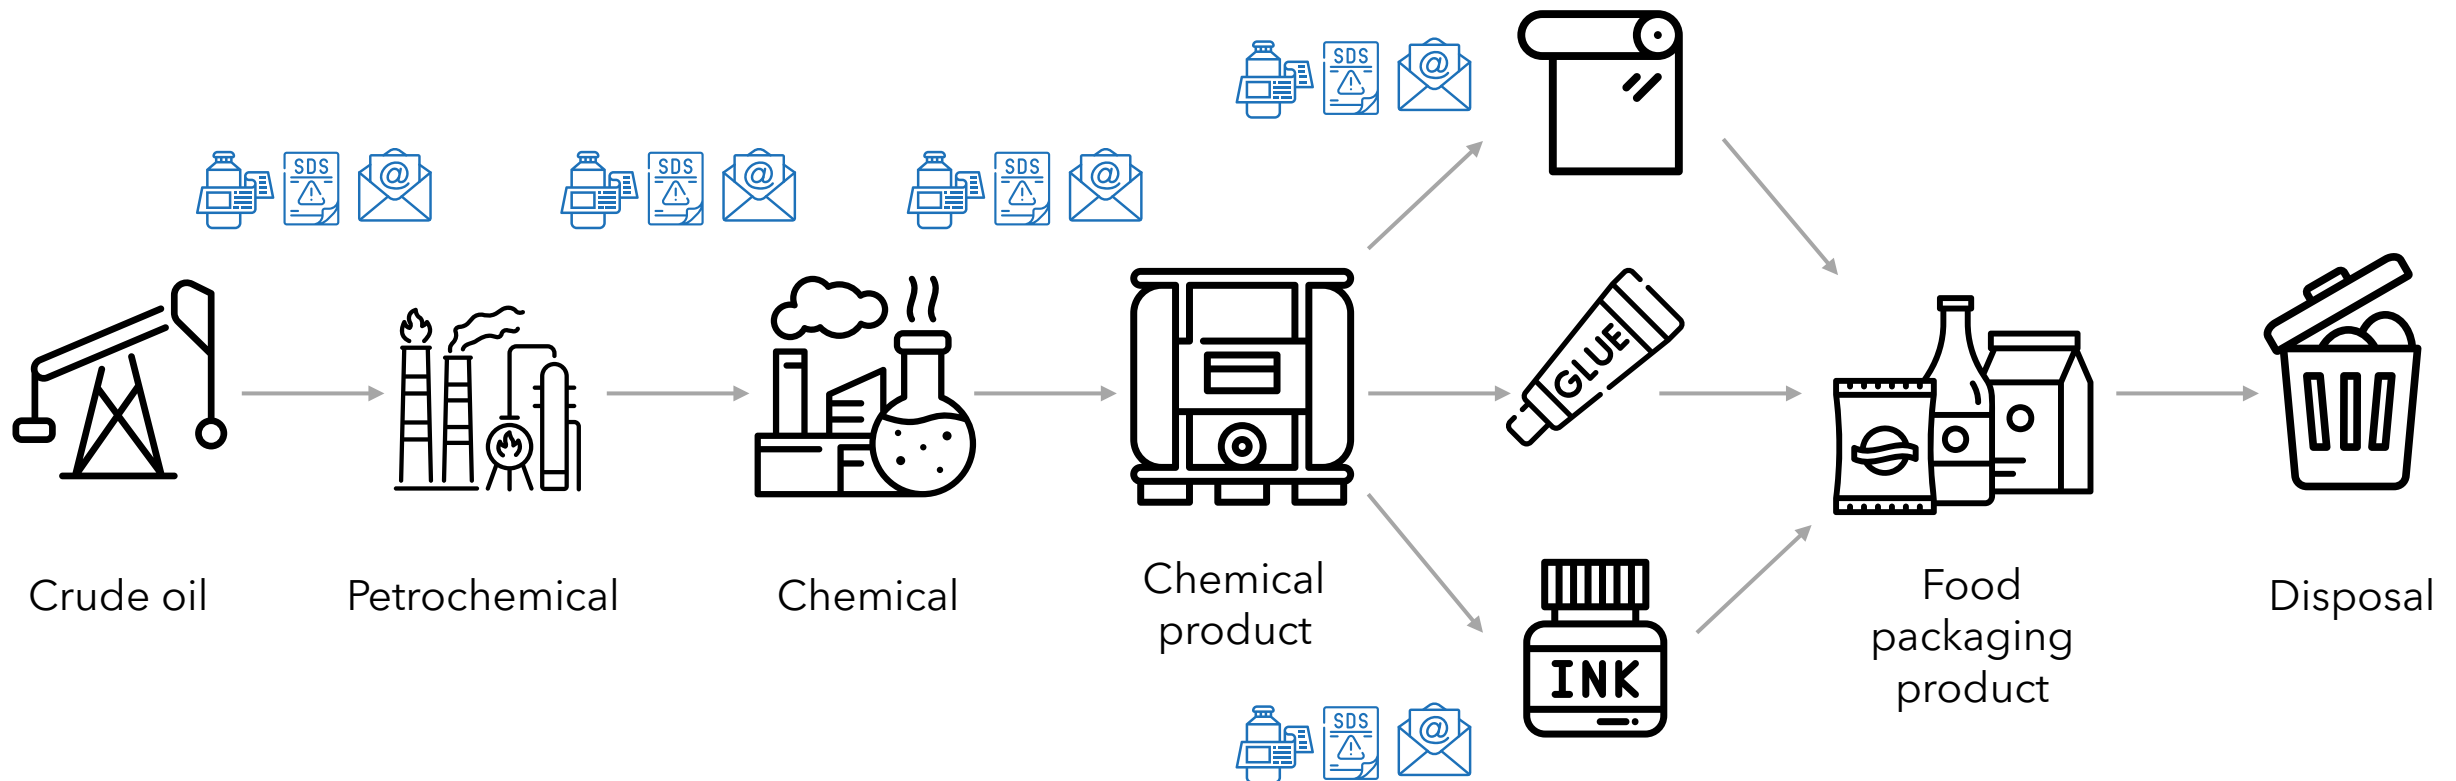 SDS
@
SDS
@
SDS
@
SDS
@
GLUE
INK
SDS
@
Crude oil
Petrochemical
Chemical
Chemical
product
Food
packaging
product
Disposal